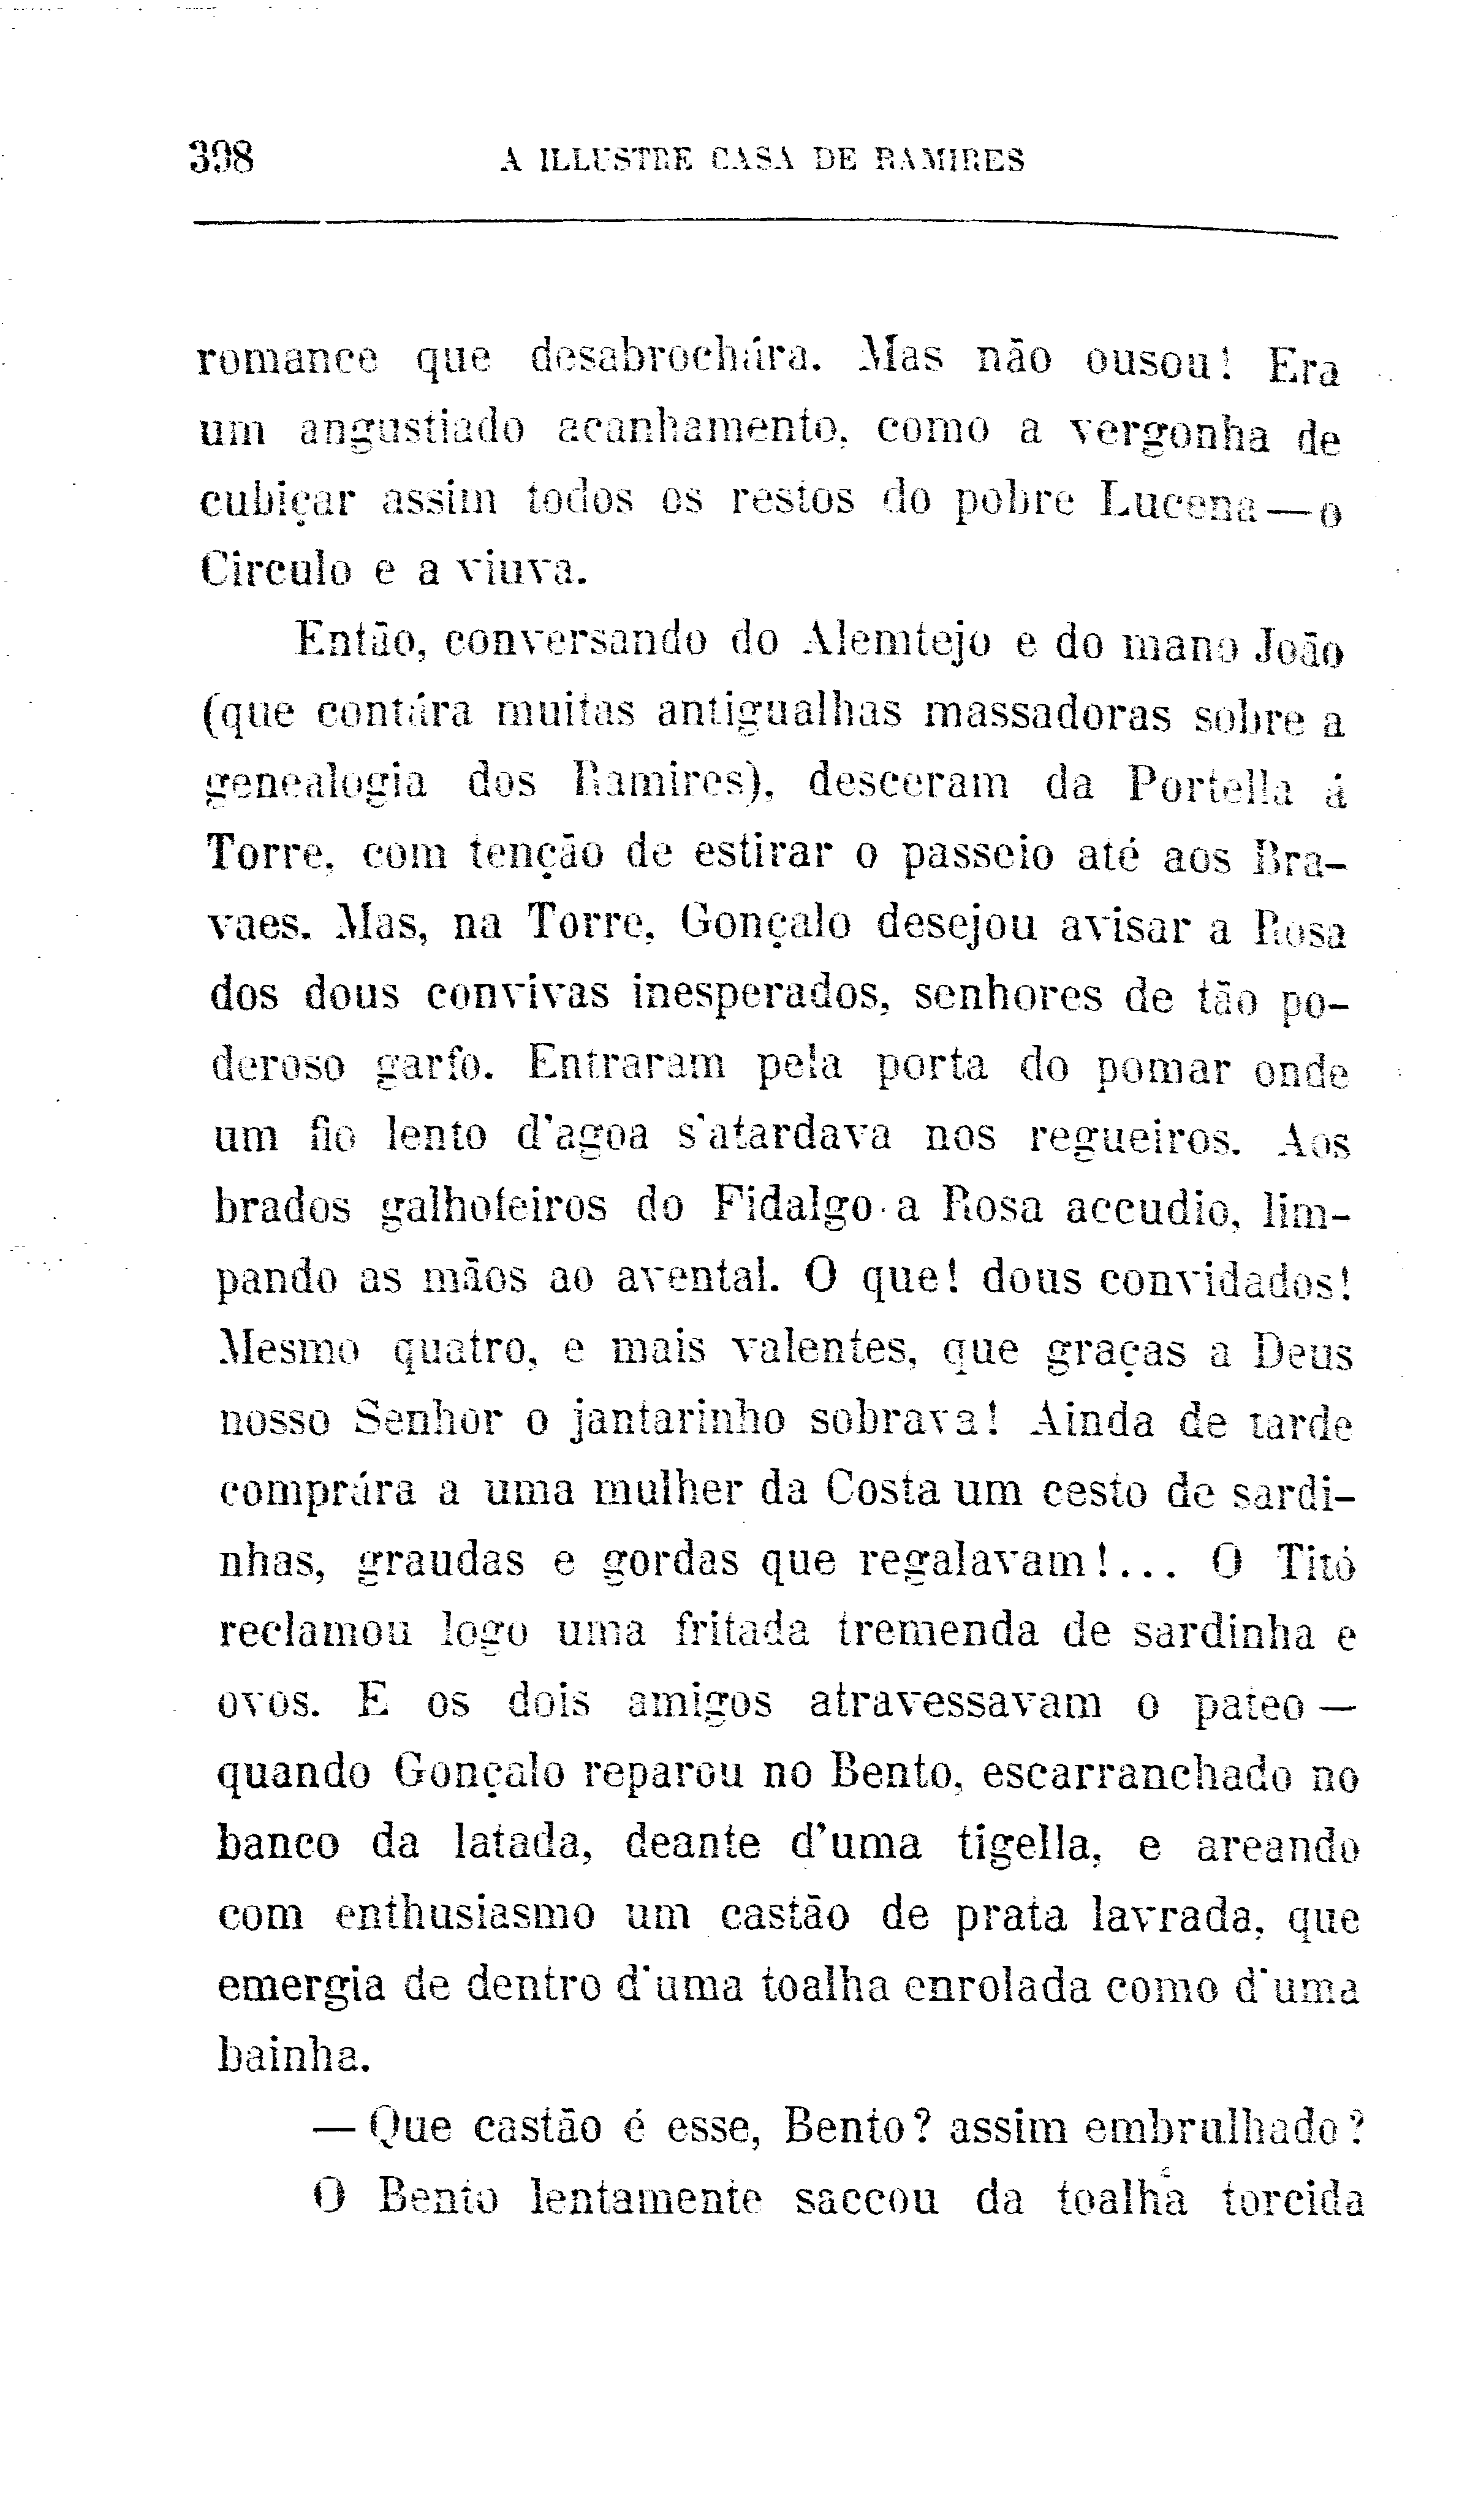 398 A ILLUSTRE CASA DE RAMIRES
romance que desabrochára. Mas não ousou! Era
um angustiado acanhamento, como a vergonha de
cubiçar assim todos os restos do pobre Lucena—o
Circulo e a viuva.
Então, conversando do Alemtejo e do mano João
(que contára muitas antigualhas massadoras sobre a
genealogia dos Ramires), desceram da Portella á
Torre, com tenção de estirar o passeio até aos Bra-
vaes. Mas, na Torre, Gonçalo desejou avisar a Rosa
dos dous convivas inesperados, senhores de tão po-
deroso garfo. Entraram pela porta do pomar onde
um fio lento d'agoa s'atardava nos regueiros. Aos
brados galhofeiros do Fidalgo a Rosa accudio, lim-
pando as mãos ao avental. O que! dous convidados!
Mesmo quatro, e mais valentes, que graças a Deus
nosso Senhor o jantarinho sobrava! Ainda de tarde
comprára a uma mulher da Costa um cesto de sardi-
nhas, graudas e gordas que regalavam!... O Titó
reclamou logo uma fritada tremenda de sardinha e
ovos. E os dois amigos atravessavam o pateo —
quando Gonçalo reparou no Bento, escarranchado no
banco da latada, deante d'uma tigella, e areando
com enthusiasmo um castão de prata lavrada, que
emergia de dentro d'uma toalha enrolada como d'uma
bainha.
— Que castão é esse, Bento? assim embrulhado?
O Bento lentamente saccou da toalha torcida